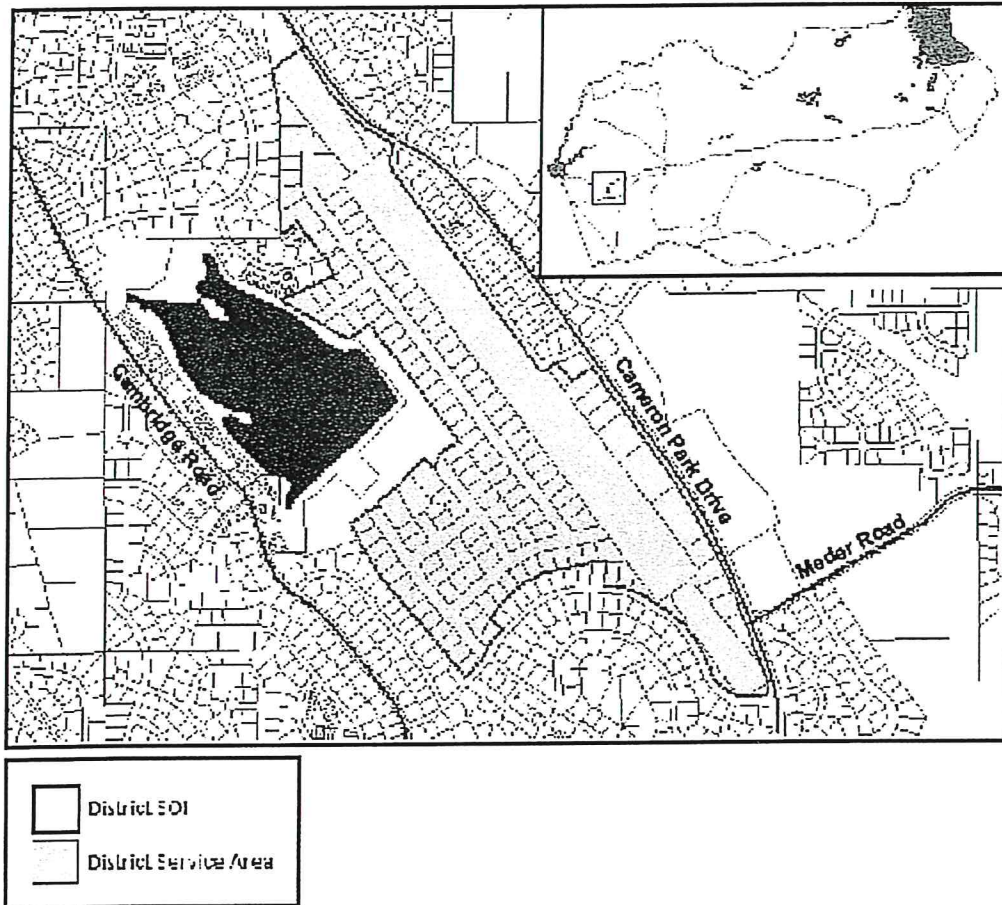 Cambridge Road
Cameron Park Drive
Meder Road
District SOI
District Service Area